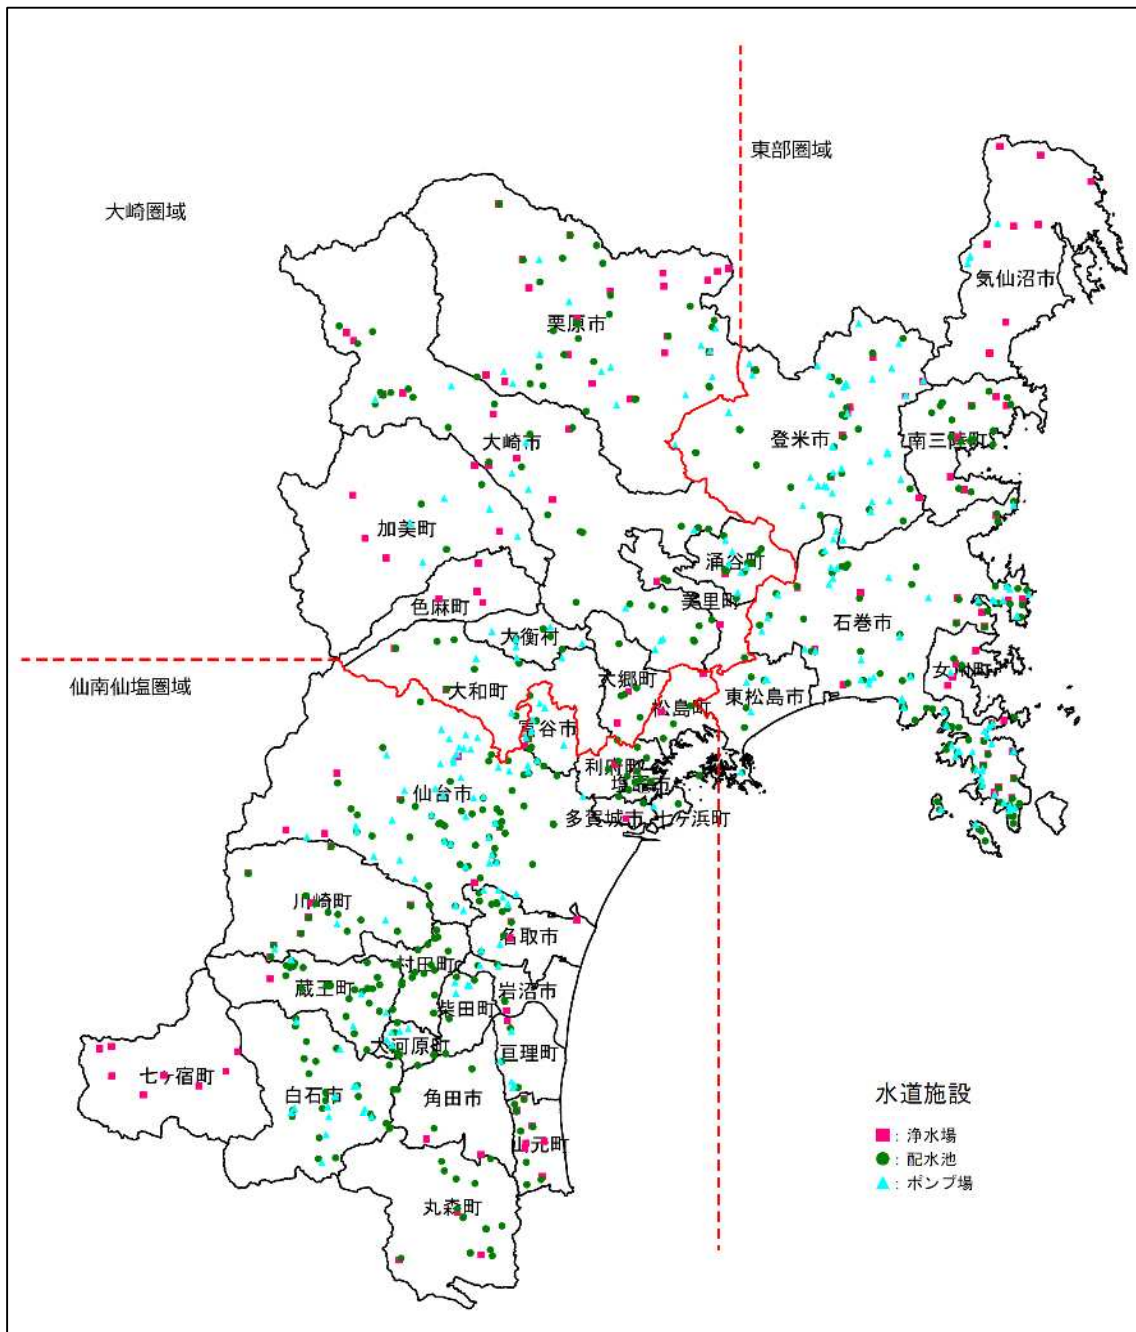 東部圏域
大崎圏域
気仙沼市
栗原市
大崎市
登米市
南三陸町
加美町
涌谷町
色麻町
美里町
石巻市
大衡村
女川町
大郷町
大和町
松島町
東松島市
仙南仙塩圏域
富谷市
利府町
塩竈市
仙台市
多賀城市
七ヶ浜町
川崎町
名取市
村田町
蔵王町
岩沼市
柴田町
大河原町
亘理町
七ヶ宿町
白石市
角田市
山元町
丸森町
水道施設
：浄水場
：配水池
：ポンプ場